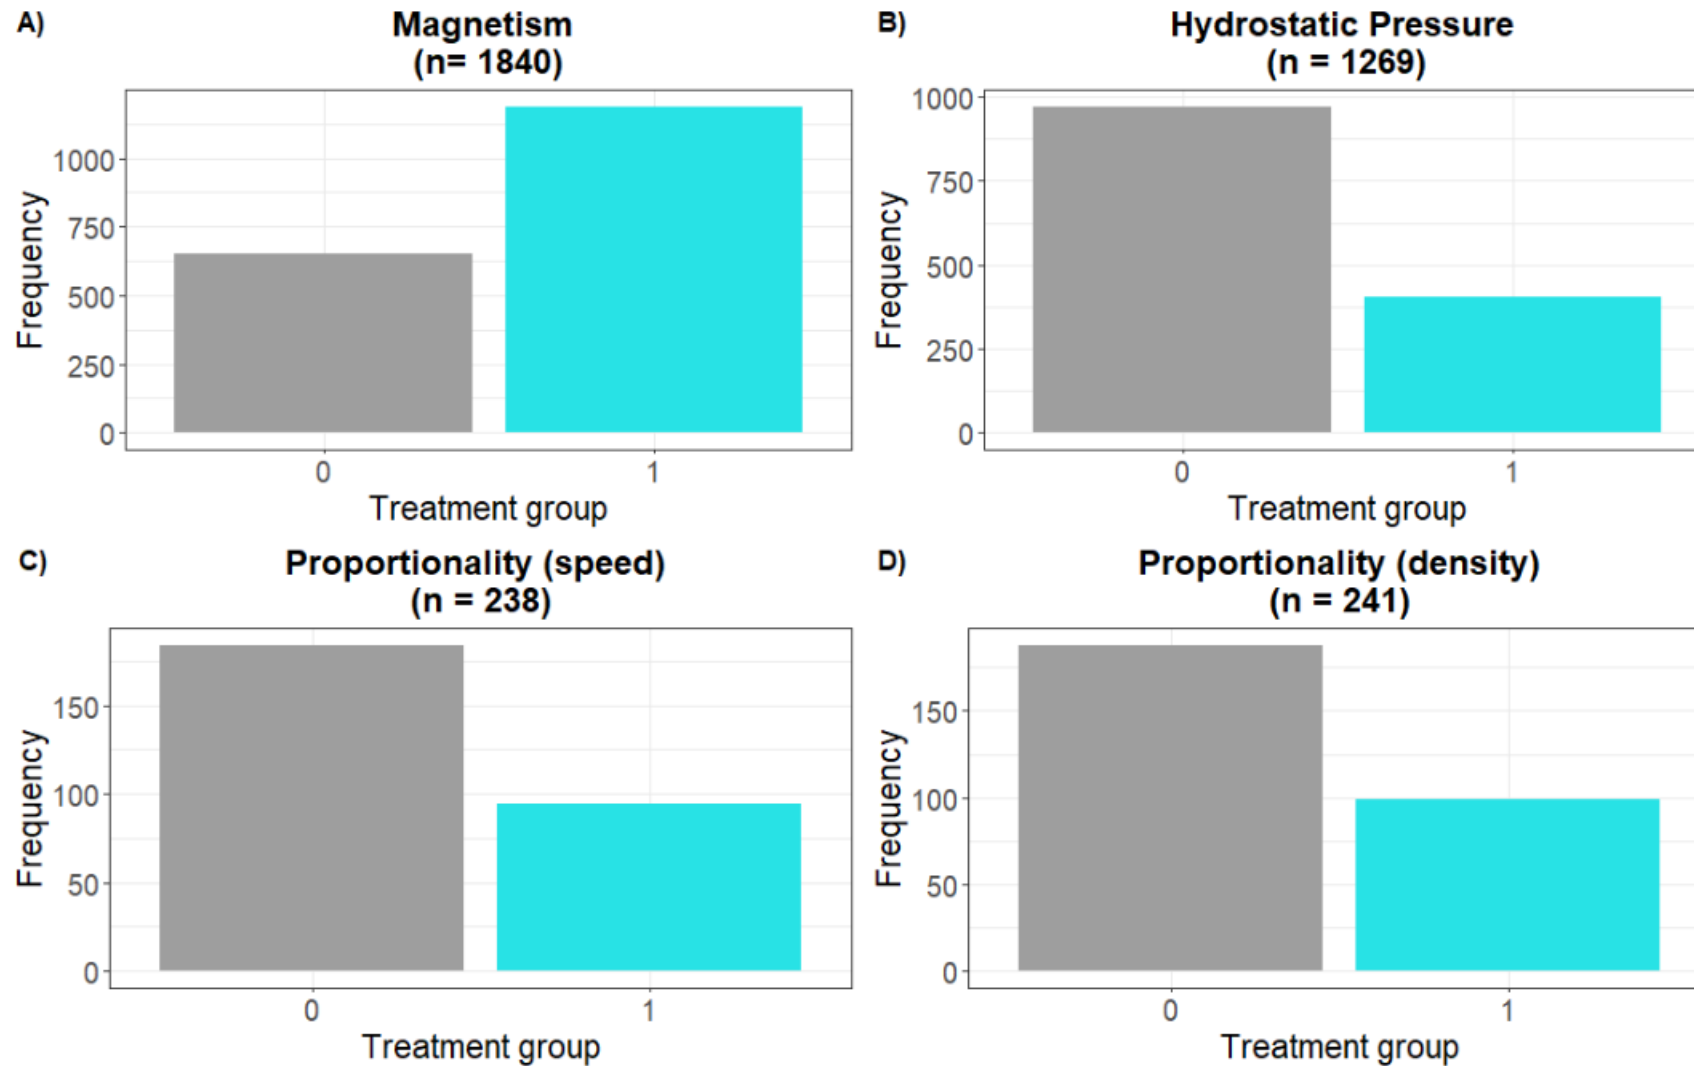 A)
Magnetism
(n= 1840)
Frequency
1000
750
500
250
0
0 1
Treatment group
B)
Hydrostatic Pressure
(n = 1269)
Frequency
1000
750
500
250
0
0 1
Treatment group
C)
Proportionality (speed)
(n = 238)
Frequency
150
100
50
0
0 1
Treatment group
D)
Proportionality (density)
(n = 241)
Frequency
150
100
50
0
0 1
Treatment group